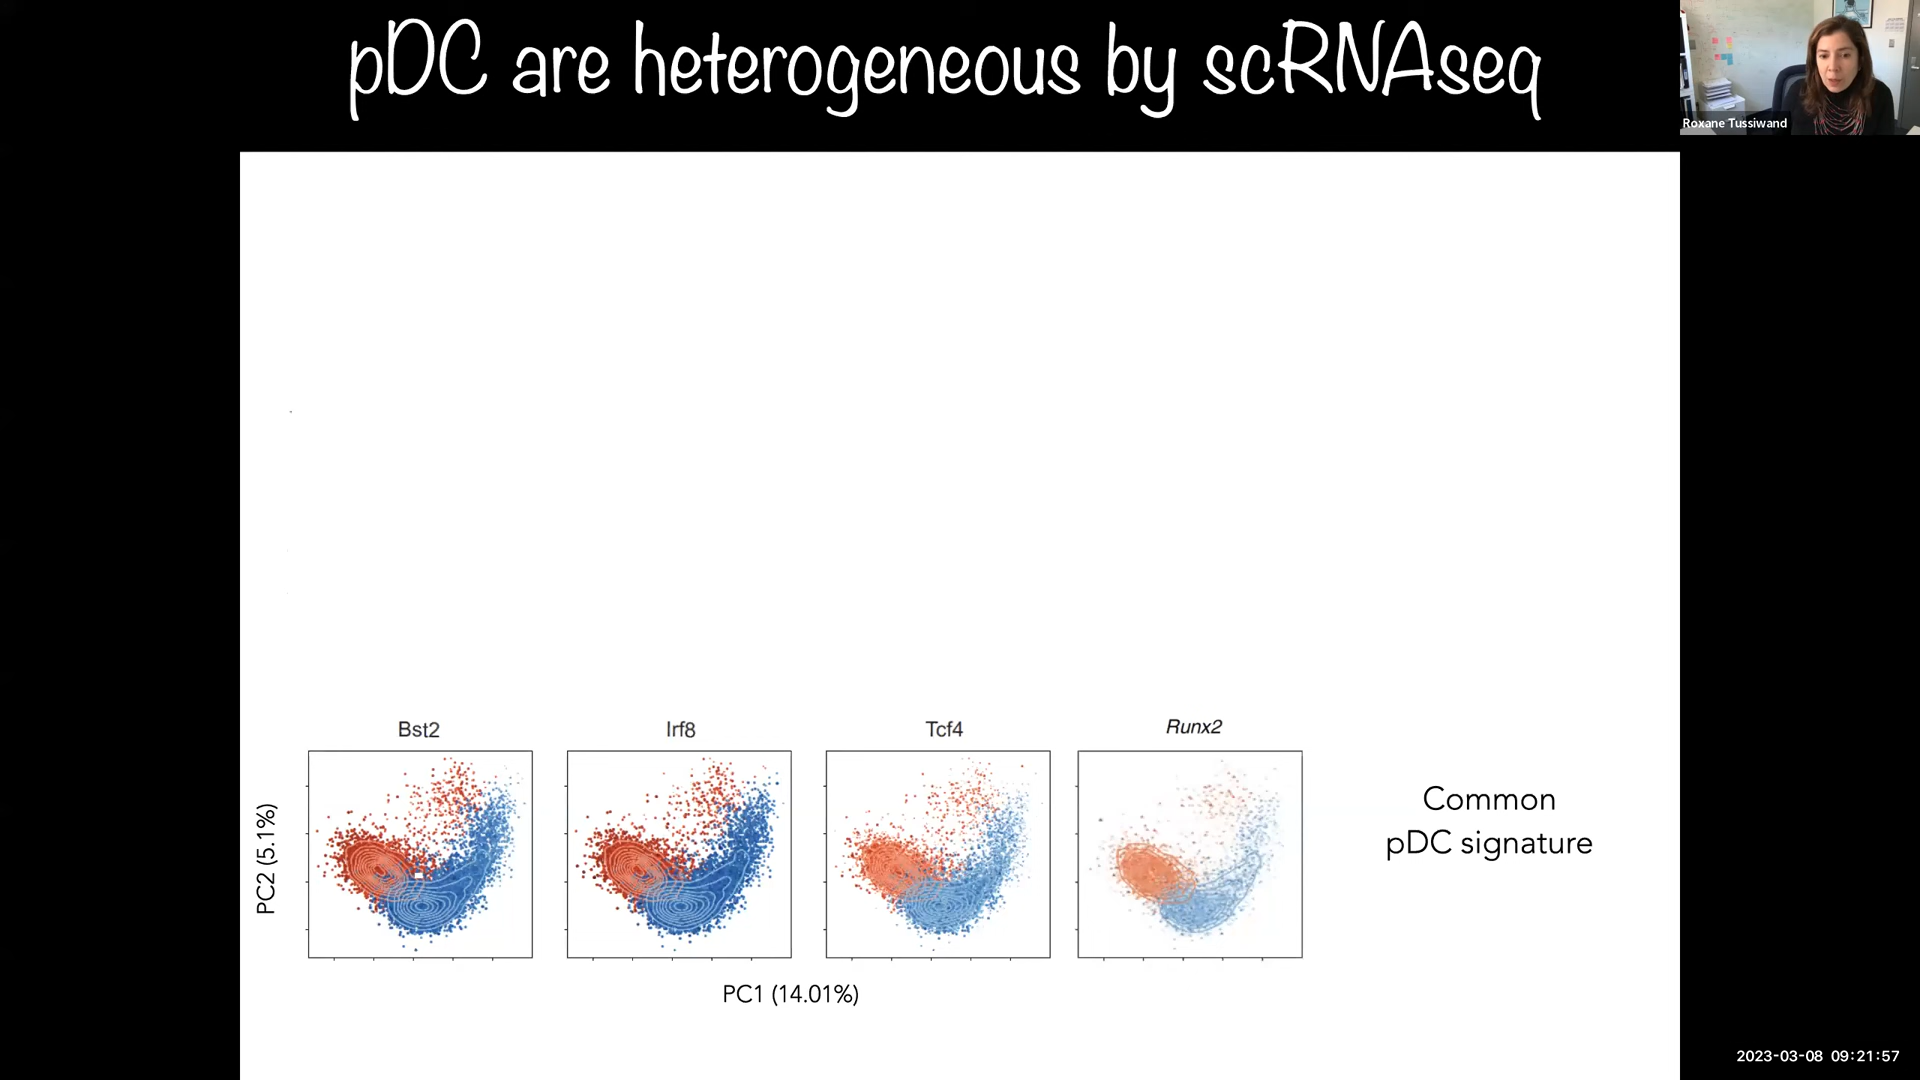 pDC are heterogeneous by scRNAseq
Roxane Tussiwand
Bst2
Irf8
Tcf4
Runx2
PC2 (5.1%)
Common
pDC signature
PC1 (14.01%)
2023-03-08 09:21:57